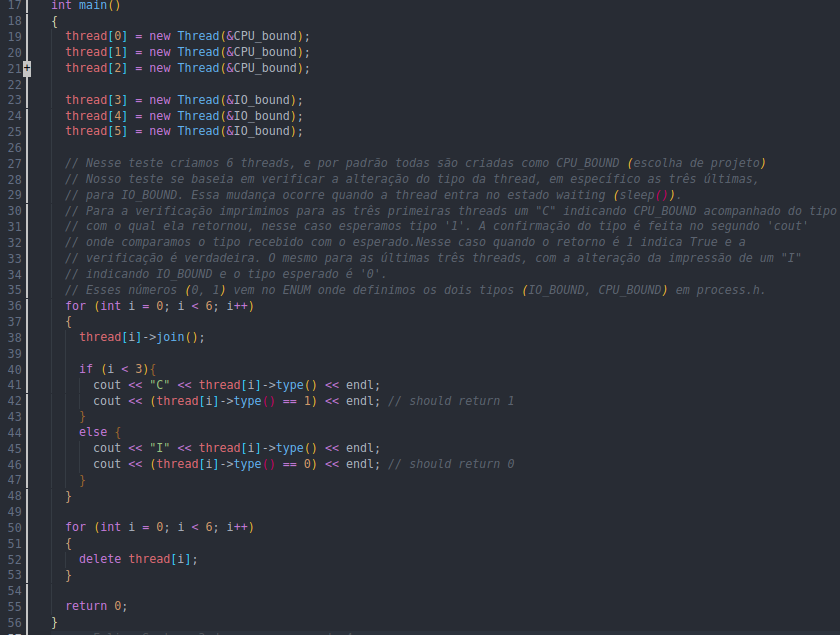 17 int main()
18 {
19 thread[0] = new Thread(&CPU_bound);
20 thread[1] = new Thread(&CPU_bound);
21 + thread[2] = new Thread(&CPU_bound);
22
23 thread[3] = new Thread(&IO_bound);
24 thread[4] = new Thread(&IO_bound);
25 thread[5] = new Thread(&IO_bound);
26
27 // Nesse teste criamos 6 threads, e por padrão todas são criadas como CPU_BOUND (escolha de projeto)
28 // Nosso teste se baseia em verificar a alteração do tipo da thread, em específico as três últimas,
29 // para IO_BOUND. Essa mudança ocorre quando a thread entra no estado waiting (sleep()).
30 // Para a verificação imprimimos para as três primeiras threads um "C" indicando CPU_BOUND acompanhado do tipo
31 // com o qual ela retornou, nesse caso esperamos tipo '1'. A confirmação do tipo é feita no segundo 'cout'
32 // onde comparamos o tipo recebido com o esperado.Nesse caso quando o retorno é 1 indica True e a
33 // verificação é verdadeira. O mesmo para as últimas três threads, com a alteração da impressão de um "I"
34 // indicando IO_BOUND e o tipo esperado é '0'.
35 // Esses números (0, 1) vem no ENUM onde definimos os dois tipos (IO_BOUND, CPU_BOUND) em process.h.
36 for (int i = 0; i < 6; i++)
37 {
38 thread[i]->join();
39
40 if (i < 3){
41 cout << "C" << thread[i]->type() << endl;
42 cout << (thread[i]->type() == 1) << endl; // should return 1
43 }
44 else {
45 cout << "I" << thread[i]->type() << endl;
46 cout << (thread[i]->type() == 0) << endl; // should return 0
47 }
48 }
49
50 for (int i = 0; i < 6; i++)
51 {
52 delete thread[i];
53 }
54
55 return 0;
56 }